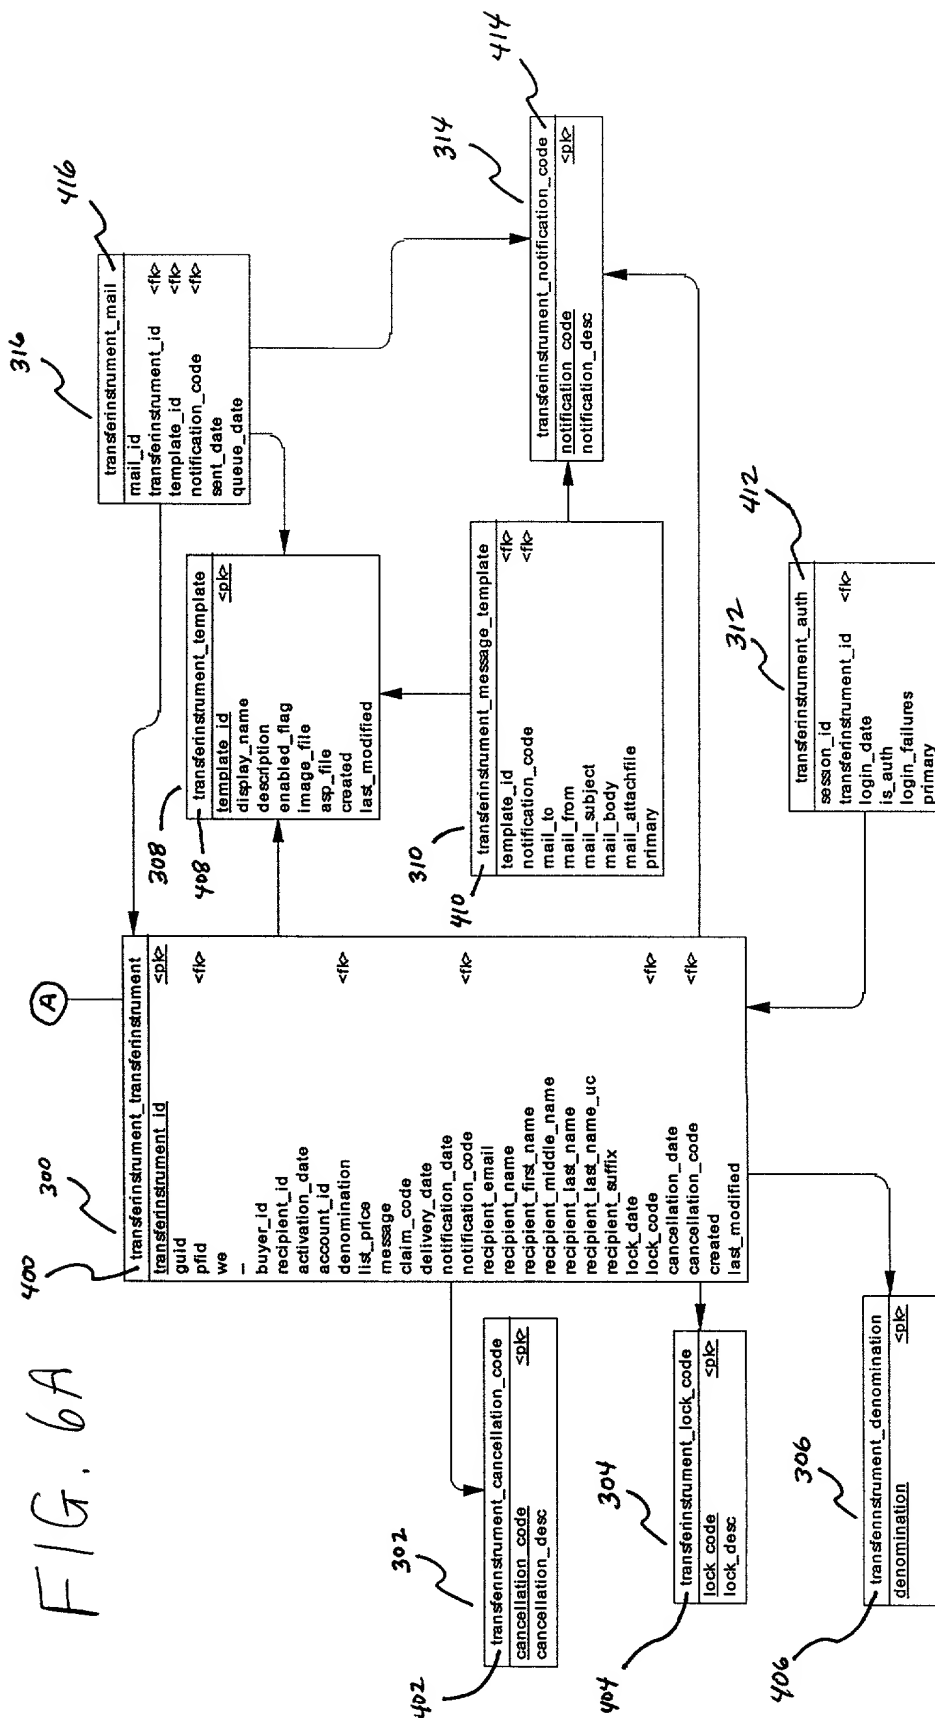 FIG. 6A
A
400
300
transferinstrument_transferinstrument
transferinstrument_id <pk>
guid
pfid <fk>
we
_
buyer_id
recipient_id
activation_date
account_id
denomination <fk>
list_price
message
claim_code
delivery_date
notification_date
notification_code <fk>
recipient_email
recipient_name
recipient_first_name
recipient_middle_name
recipient_last_name
recipient_last_name_uc
recipient_suffix
lock_date
lock_code <fk>
cancellation_date
cancellation_code <fk>
created
last_modified
402
302
transfennstrument_cancellation_code
cancellation_code <pk>
cancellation_desc
404
304
transferinstrument_lock_code
lock_code <pk>
lock_desc
406
306
transfennstrument_denomination
denomination <pk>
308
408
transferinstrument_template
template_id <pk>
display_name
description
enabled_flag
image_file
asp_file
created
last_modified
310
410
transferinstrument_message_template
template_id <fk>
notification_code <fk>
mail_to
mail_from
mail_subject
mail_body
mail_attachfile
primary
312
412
transferinstrument_auth
session_id
transferinstrument_id <fk>
login_date
is_auth
login_failures
primary
316
416
transferinstrument_mail
mail_id
transferinstrument_id <fk>
template_id <fk>
notification_code <fk>
sent_date
queue_date
314
414
transferinstrument_notification_code
notification_code <pk>
notification_desc